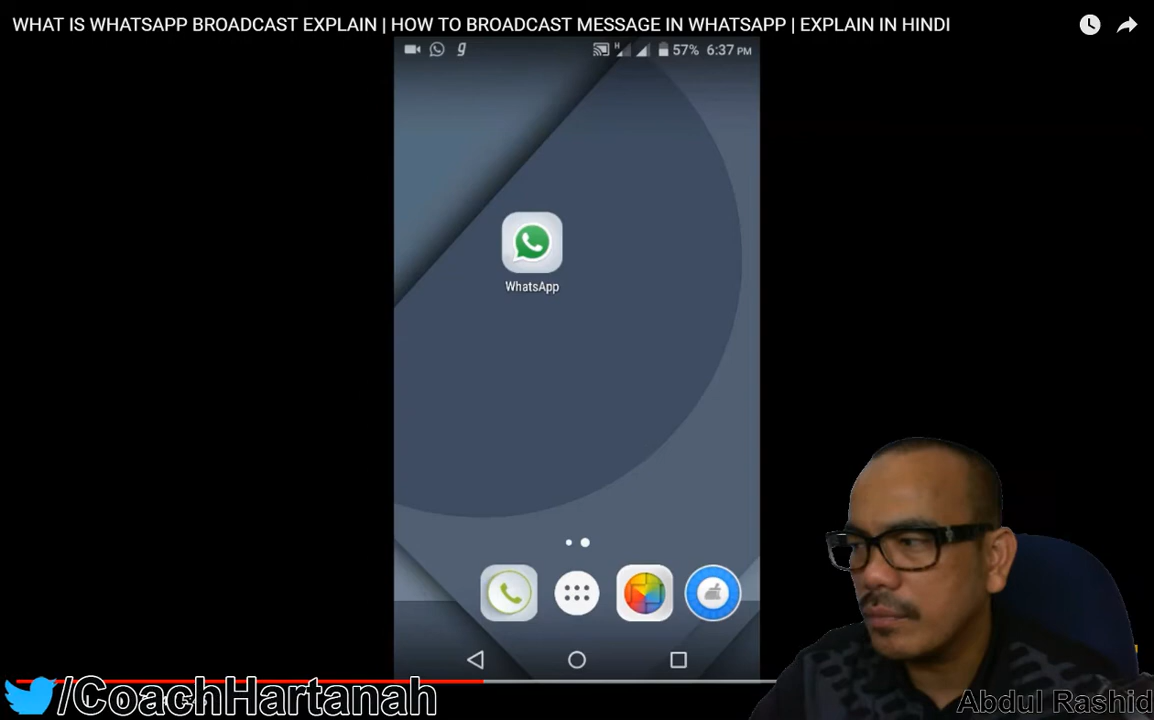 WHAT IS WHATSAPP BROADCAST EXPLAIN | HOW TO BROADCAST MESSAGE IN WHATSAPP | EXPLAIN IN HINDI
g H 57% 6:37 PM
WhatsApp
/CoachHartanah
Abdul Rashid